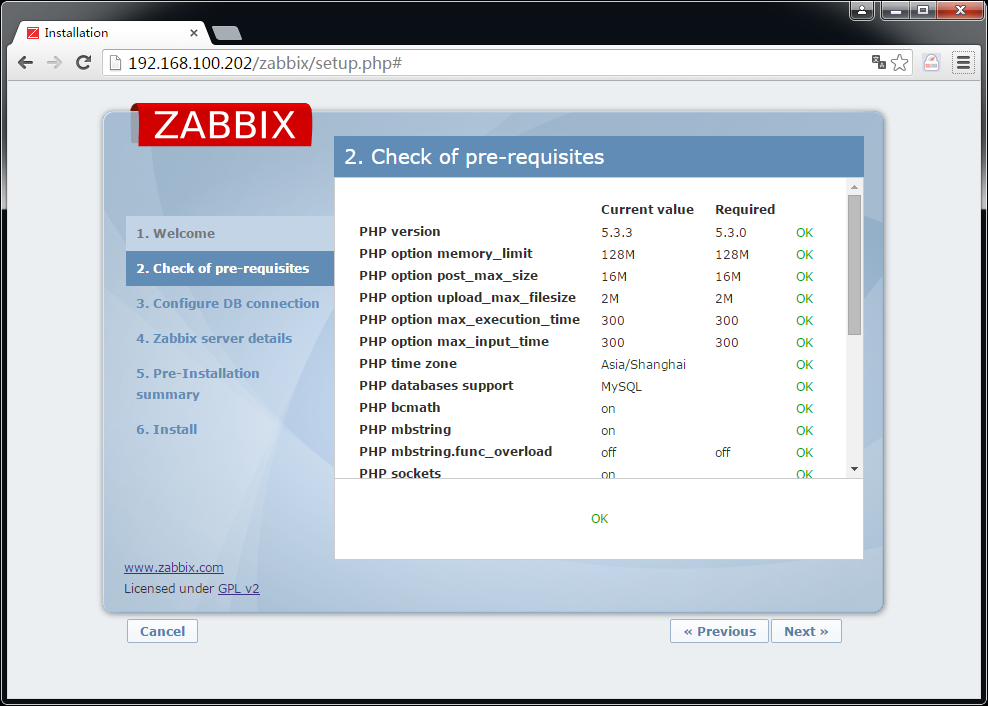 Installation
192.168.100.202/zabbix/setup.php#
ZABBIX
2. Check of pre-requisites
1. Welcome
2. Check of pre-requisites
3. Configure DB connection
4. Zabbix server details
5. Pre-Installation
summary
6. Install
Current value Required
PHP version 5.3.3 5.3.0 OK
PHP option memory_limit 128M 128M OK
PHP option post_max_size 16M 16M OK
PHP option upload_max_filesize 2M 2M OK
PHP option max_execution_time 300 300 OK
PHP option max_input_time 300 300 OK
PHP time zone Asia/Shanghai OK
PHP databases support MySQL OK
PHP bcmath on OK
PHP mbstring on OK
PHP mbstring.func_overload off off OK
PHP sockets on OK
OK
www.zabbix.com
Licensed under GPL v2
Cancel
« Previous
Next »